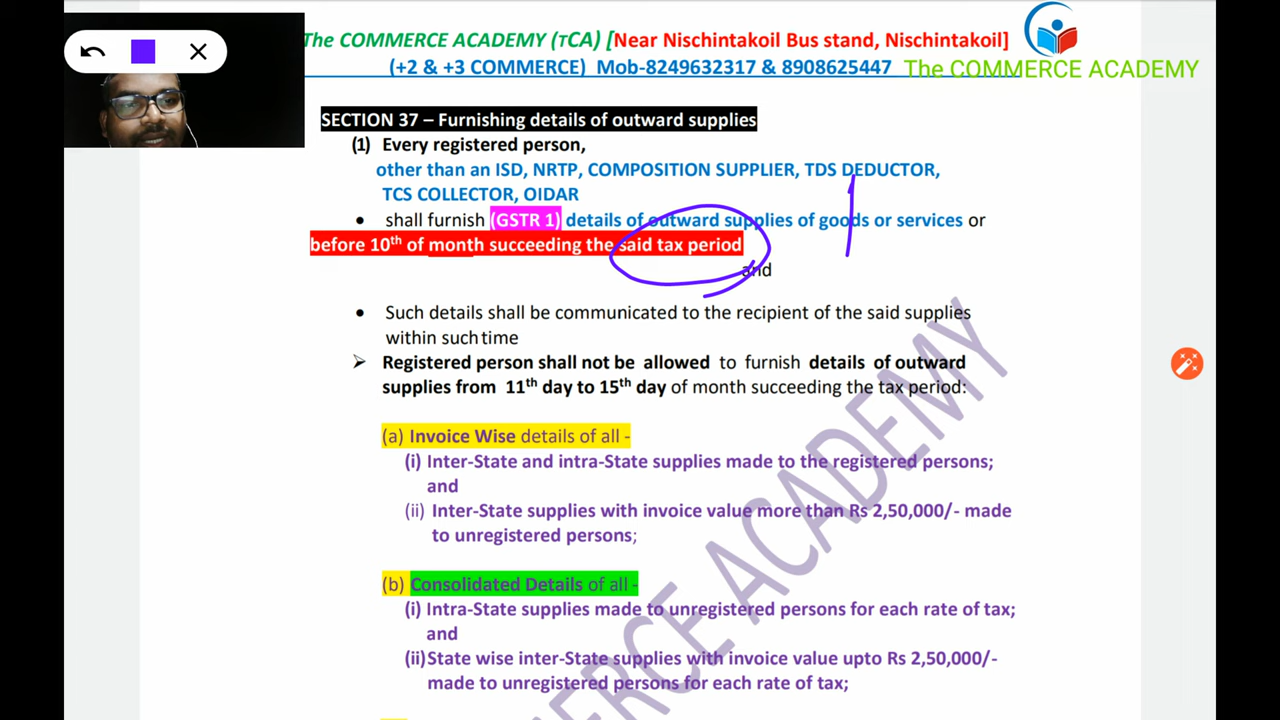 The COMMERCE ACADEMY (TCA) [Near Nischintakoil Bus stand, Nischintakoil]
(+2 & +3 COMMERCE) Mob-8249632317 & 8908625447 The COMMERCE ACADEMY
SECTION 37 – Furnishing details of outward supplies
(1) Every registered person,
other than an ISD, NRTP, COMPOSITION SUPPLIER, TDS DEDUCTOR,
TCS COLLECTOR, OIDAR
• shall furnish (GSTR 1) details of outward supplies of goods or services or
before 10th of month succeeding the said tax period
and
• Such details shall be communicated to the recipient of the said supplies
within such time
➢ Registered person shall not be allowed to furnish details of outward
supplies from 11th day to 15th day of month succeeding the tax period:
(a) Invoice Wise details of all -
(i) Inter-State and intra-State supplies made to the registered persons;
and
(ii) Inter-State supplies with invoice value more than Rs 2,50,000/- made
to unregistered persons;
(b) Consolidated Details of all -
(i) Intra-State supplies made to unregistered persons for each rate of tax;
and
(ii) State wise inter-State supplies with invoice value upto Rs 2,50,000/-
made to unregistered persons for each rate of tax;
ERCE ACADEMY